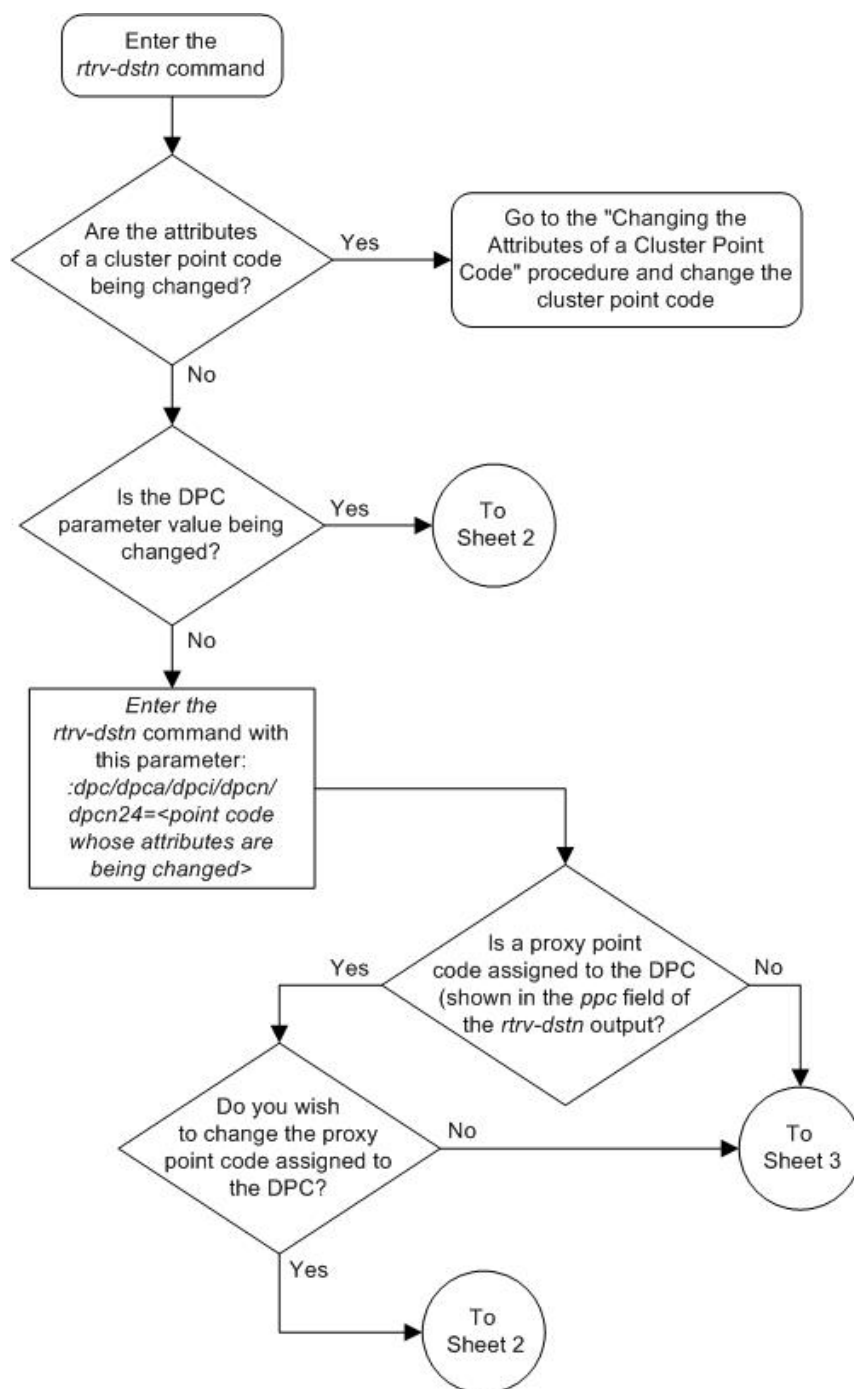 Enter the
rtrv-dstn command
Are the attributes
of a cluster point code
being changed?
Yes
Go to the "Changing the
Attributes of a Cluster Point
Code" procedure and change the
cluster point code
No
Is the DPC
parameter value being
changed?
Yes
To
Sheet 2
No
Enter the
rtrv-dstn command with
this parameter:
:dpc/dpca/dpci/dpcn/
dpcn24=<point code
whose attributes are
being changed>
Is a proxy point
code assigned to the DPC
(shown in the ppc field of
the rtrv-dstn output?
Yes
No
Do you wish
to change the proxy
point code assigned to
the DPC?
No
To
Sheet 3
Yes
To
Sheet 2